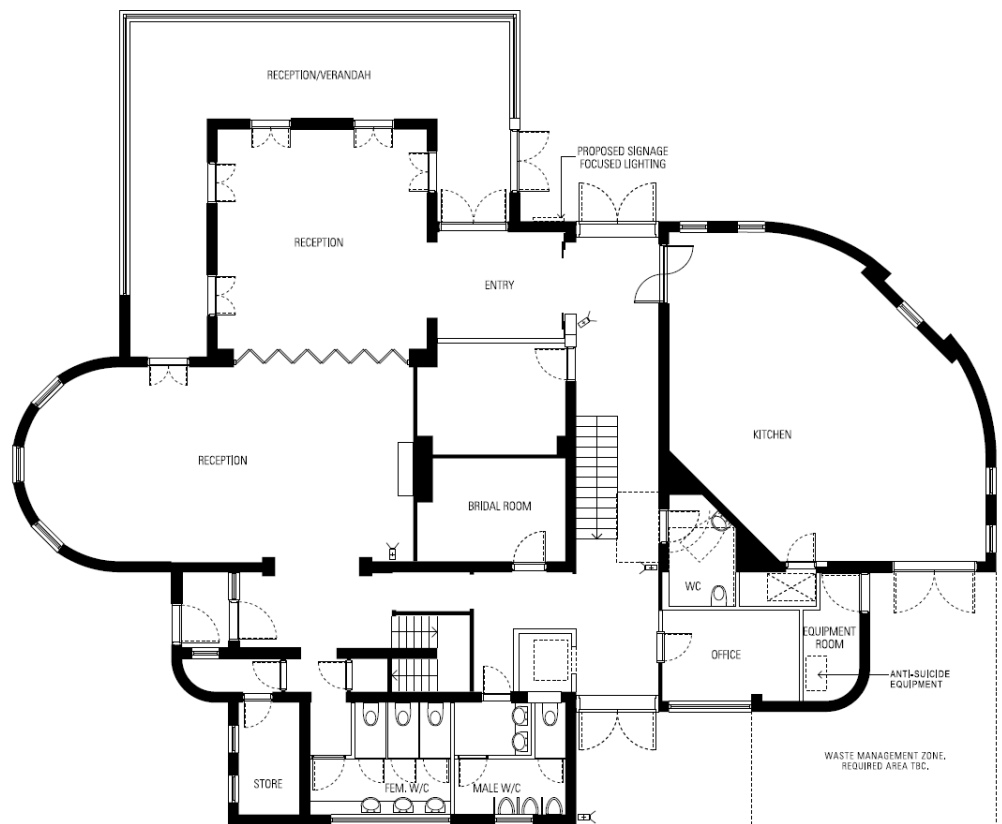 RECEPTION/VERANDAH
PROPOSED SIGNAGE
FOCUSED LIGHTING
RECEPTION
ENTRY
KITCHEN
RECEPTION
BRIDAL ROOM
WC
OFFICE
EQUIPMENT
ROOM
ANTI-SUICIDE
EQUIPMENT
WASTE MANAGEMENT ZONE.
REQUIRED AREA TBC.
STORE
FEM. W/C
MALE W/C